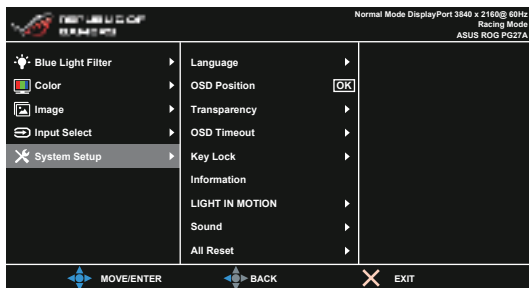 Normal Mode DisplayPort 3840 x 2160@ 60Hz
Racing Mode
ASUS ROG PG27A
Blue Light Filter
Color
Image
Input Select
System Setup
Language
OSD Position
OK
Transparency
OSD Timeout
Key Lock
Information
LIGHT IN MOTION
Sound
All Reset
MOVE/ENTER
BACK
EXIT